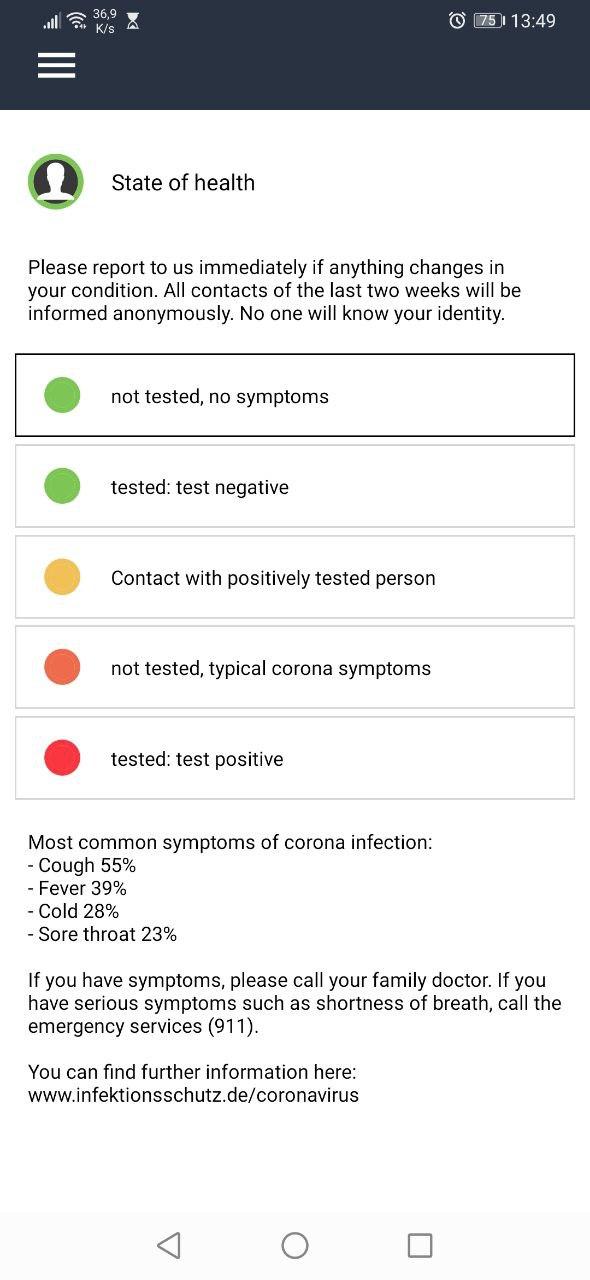 36,9
K/s
75
13:49
State of health
Please report to us immediately if anything changes in
your condition. All contacts of the last two weeks will be
informed anonymously. No one will know your identity.
not tested, no symptoms
tested: test negative
Contact with positively tested person
not tested, typical corona symptoms
tested: test positive
Most common symptoms of corona infection:
- Cough 55%
- Fever 39%
- Cold 28%
- Sore throat 23%
If you have symptoms, please call your family doctor. If you
have serious symptoms such as shortness of breath, call the
emergency services (911).
You can find further information here:
www.infektionsschutz.de/coronavirus